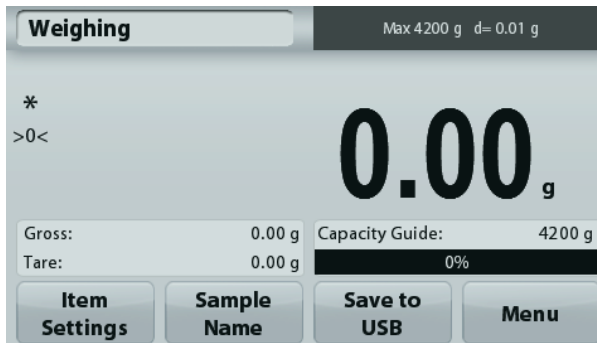 Weighing
Max 4200 g d= 0.01 g
*
>0<
0.00 g
Gross: 0.00 g
Tare: 0.00 g
Capacity Guide: 4200 g
0%
Item Settings
Sample Name
Save to USB
Menu